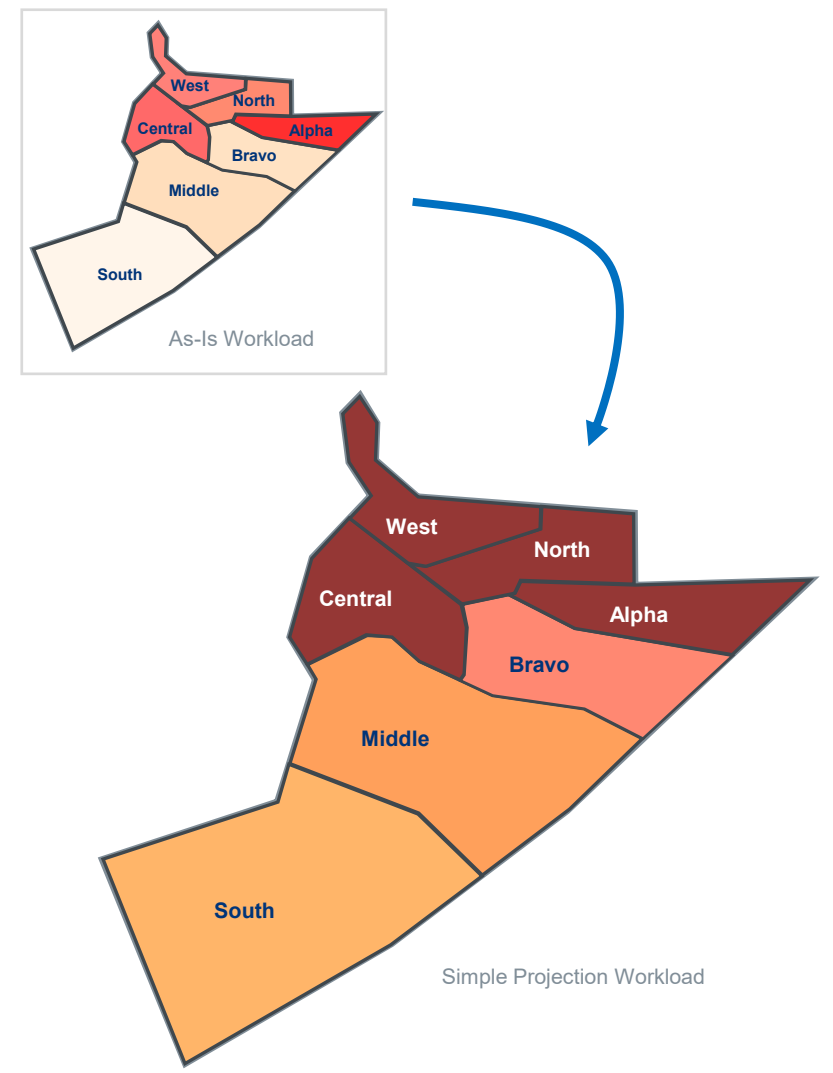 West
North
Central
Alpha
Bravo
Middle
South
As-Is Workload
West
North
Central
Alpha
Bravo
Middle
South
Simple Projection Workload